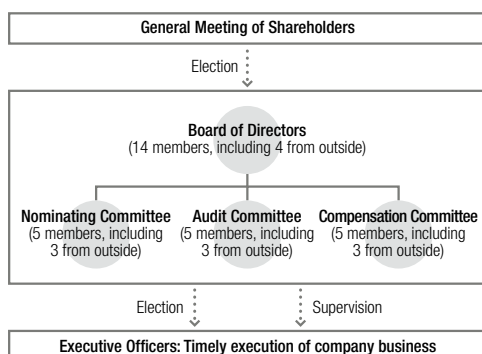 General Meeting of Shareholders
Election
Board of Directors
(14 members, including 4 from outside)
Nominating Committee
(5 members, including
3 from outside)
Audit Committee
(5 members, including
3 from outside)
Compensation Committee
(5 members, including
3 from outside)
Election
Supervision
Executive Officers: Timely execution of company business